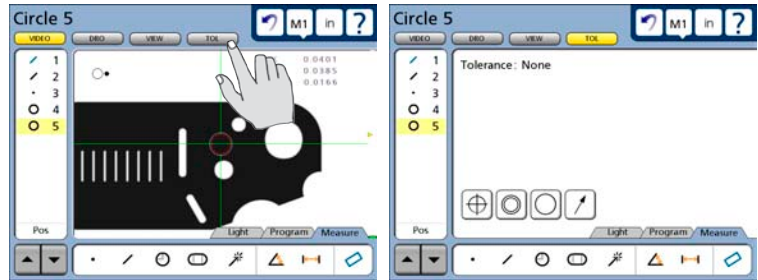 Circle 5
M1 in ?
VIDEO DRO VIEW TOL
1
2
3
4
5
0.0401
0.0385
0.0166
Pos
Light Program Measure
Circle 5
M1 in ?
VIDEO DRO VIEW TOL
1
2
3
4
5
Tolerance: None
Pos
Light Program Measure